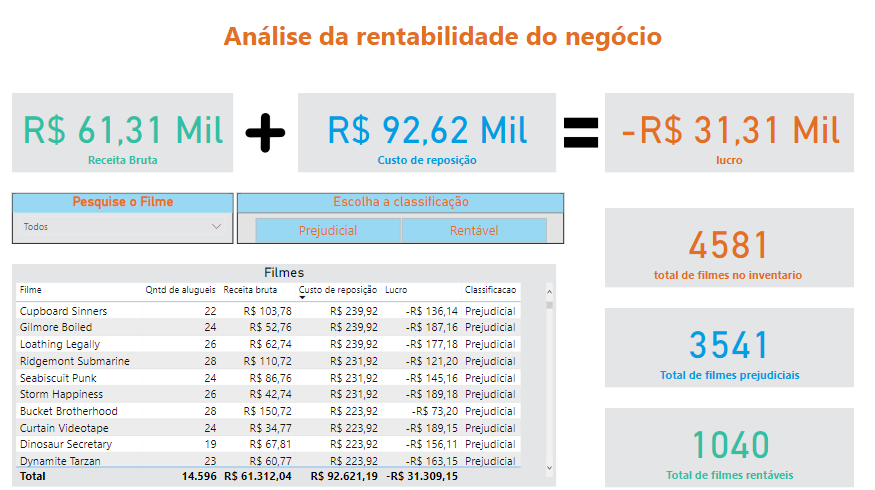 Análise da rentabilidade do negócio
R$ 61,31 Mil
Receita Bruta
+
R$ 92,62 Mil
Custo de reposição
=
-R$ 31,31 Mil
lucro
Pesquise o Filme
Todos
Escolha a classificação
Prejudicial Rentável
Filmes
Filme Qntd de alugueis Receita bruta Custo de reposição Lucro Classificacao
Cupboard Sinners 22 R$ 103,78 R$ 239,92 -R$ 136,14 Prejudicial
Gilmore Boiled 24 R$ 52,76 R$ 239,92 -R$ 187,16 Prejudicial
Loathing Legally 26 R$ 62,74 R$ 239,92 -R$ 177,18 Prejudicial
Ridgemont Submarine 28 R$ 110,72 R$ 231,92 -R$ 121,20 Prejudicial
Seabiscuit Punk 24 R$ 86,76 R$ 231,92 -R$ 145,16 Prejudicial
Storm Happiness 26 R$ 42,74 R$ 231,92 -R$ 189,18 Prejudicial
Bucket Brotherhood 28 R$ 150,72 R$ 223,92 -R$ 73,20 Prejudicial
Curtain Videotape 24 R$ 34,77 R$ 223,92 -R$ 189,15 Prejudicial
Dinosaur Secretary 19 R$ 67,81 R$ 223,92 -R$ 156,11 Prejudicial
Dynamite Tarzan 23 R$ 60,77 R$ 223,92 -R$ 163,15 Prejudicial
Total 14.596 R$ 61.312,04 R$ 92.621,19 -R$ 31.309,15
4581
total de filmes no inventario
3541
Total de filmes prejudiciais
1040
Total de filmes rentáveis